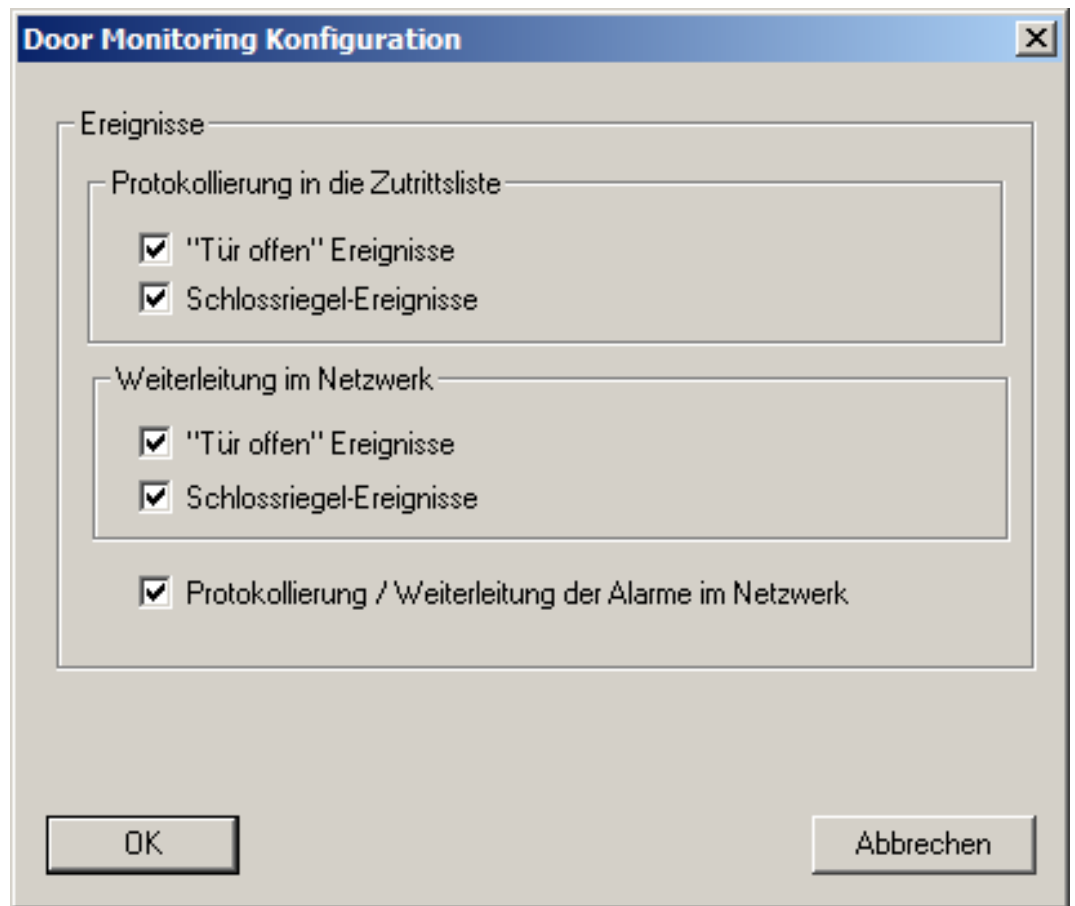 Door Monitoring Konfiguration
Ereignisse
Protokollierung in die Zutrittsliste
"Tür offen" Ereignisse
Schlossriegel-Ereignisse
Weiterleitung im Netzwerk
"Tür offen" Ereignisse
Schlossriegel-Ereignisse
Protokollierung / Weiterleitung der Alarme im Netzwerk
OK
Abbrechen